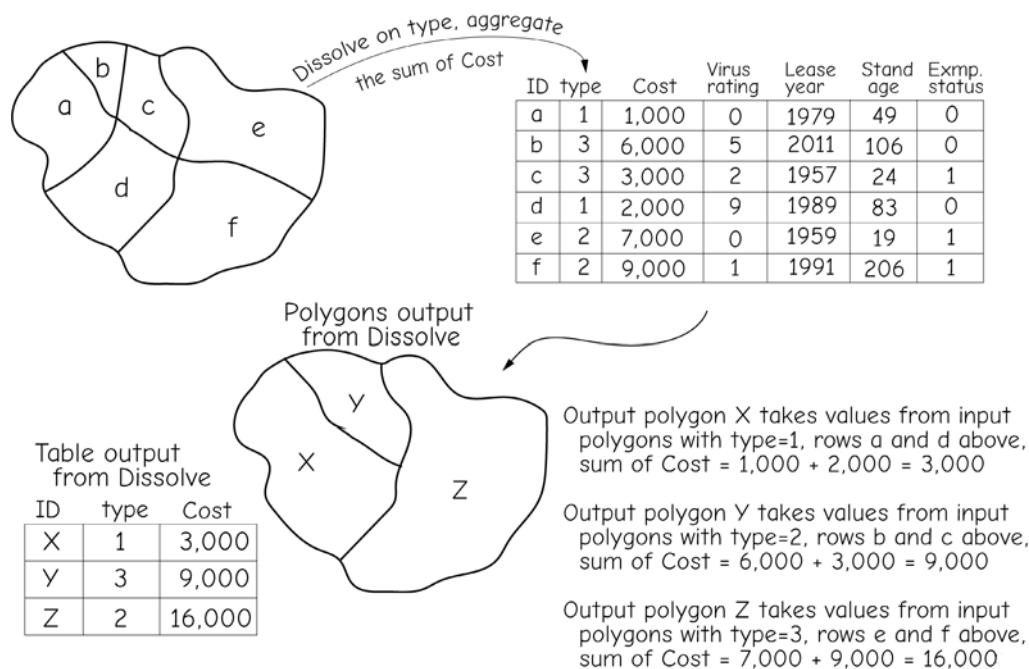 Dissolve on type, aggregate
the sum of Cost
a
b
c
d
e
f
ID type Cost Virus rating Lease year Stand age Exmp. status
a 1 1,000 0 1979 49 0
b 3 6,000 5 2011 106 0
c 3 3,000 2 1957 24 1
d 1 2,000 9 1989 83 0
e 2 7,000 0 1959 19 1
f 2 9,000 1 1991 206 1
Polygons output
from Dissolve
X
Y
Z
Table output
from Dissolve
ID type Cost
X 1 3,000
Y 3 9,000
Z 2 16,000
Output polygon X takes values from input
polygons with type=1, rows a and d above,
sum of Cost = 1,000 + 2,000 = 3,000
Output polygon Y takes values from input
polygons with type=2, rows b and c above,
sum of Cost = 6,000 + 3,000 = 9,000
Output polygon Z takes values from input
polygons with type=3, rows e and f above,
sum of Cost = 7,000 + 9,000 = 16,000